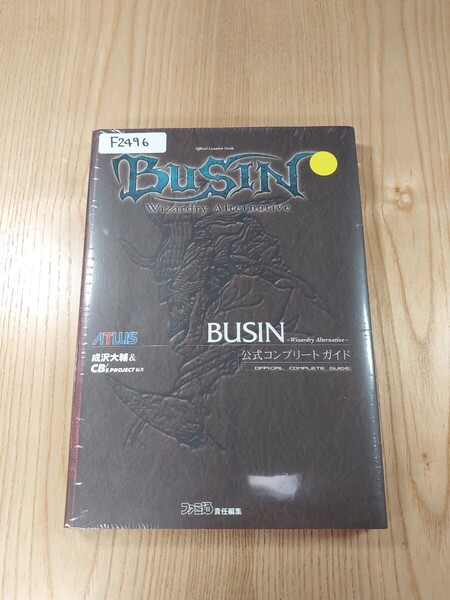 F2496
Official Complete Guide
BUSIN
Wizardry Alternative
ATLUS
成沢大輔&
CB's PROJECT 編著
BUSIN ~Wizardry Alternative~
公式コンプリートガイド
OFFICIAL COMPLETE GUIDE
ファミ通 責任編集